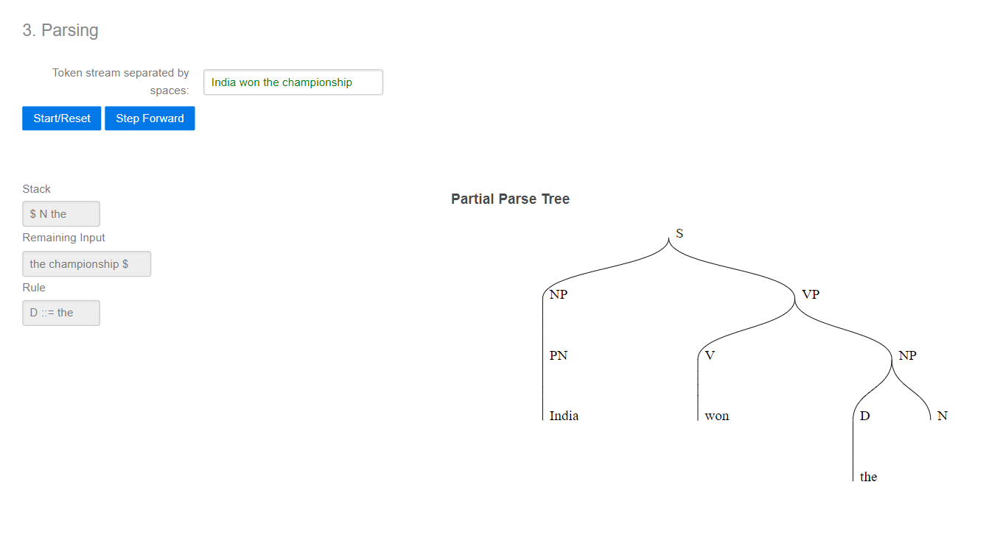 3. Parsing
Token stream separated by
spaces:
India won the championship
Start/Reset
Step Forward
Stack
$ N the
Remaining Input
the championship $
Rule
D ::= the
Partial Parse Tree
S
NP
VP
PN
V
NP
India
won
D
N
the